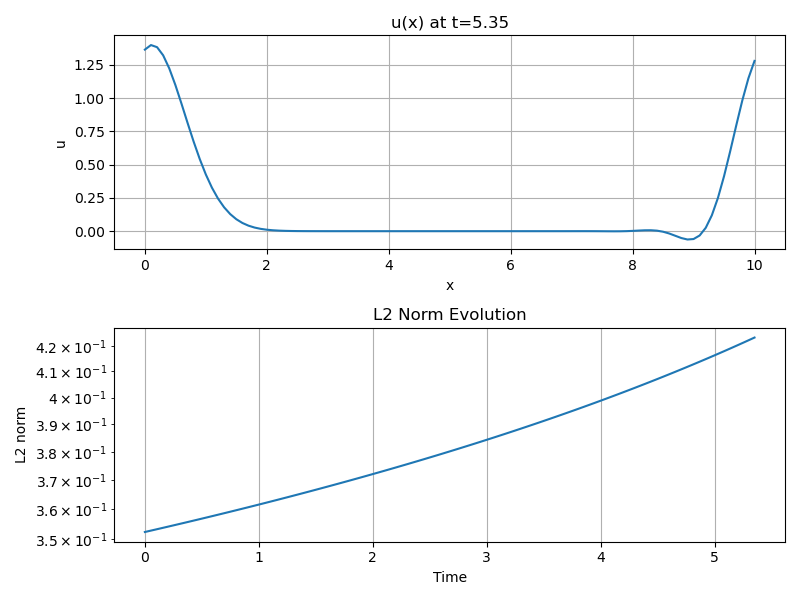 u(x) at t=5.35
1.25
1.00
0.75
0.50
0.25
0.00
u
0 2 4 6 8 10
x
L2 Norm Evolution
4.2 × 10⁻¹
4.1 × 10⁻¹
4 × 10⁻¹
3.9 × 10⁻¹
3.8 × 10⁻¹
3.7 × 10⁻¹
3.6 × 10⁻¹
3.5 × 10⁻¹
L2 norm
0 1 2 3 4 5
Time